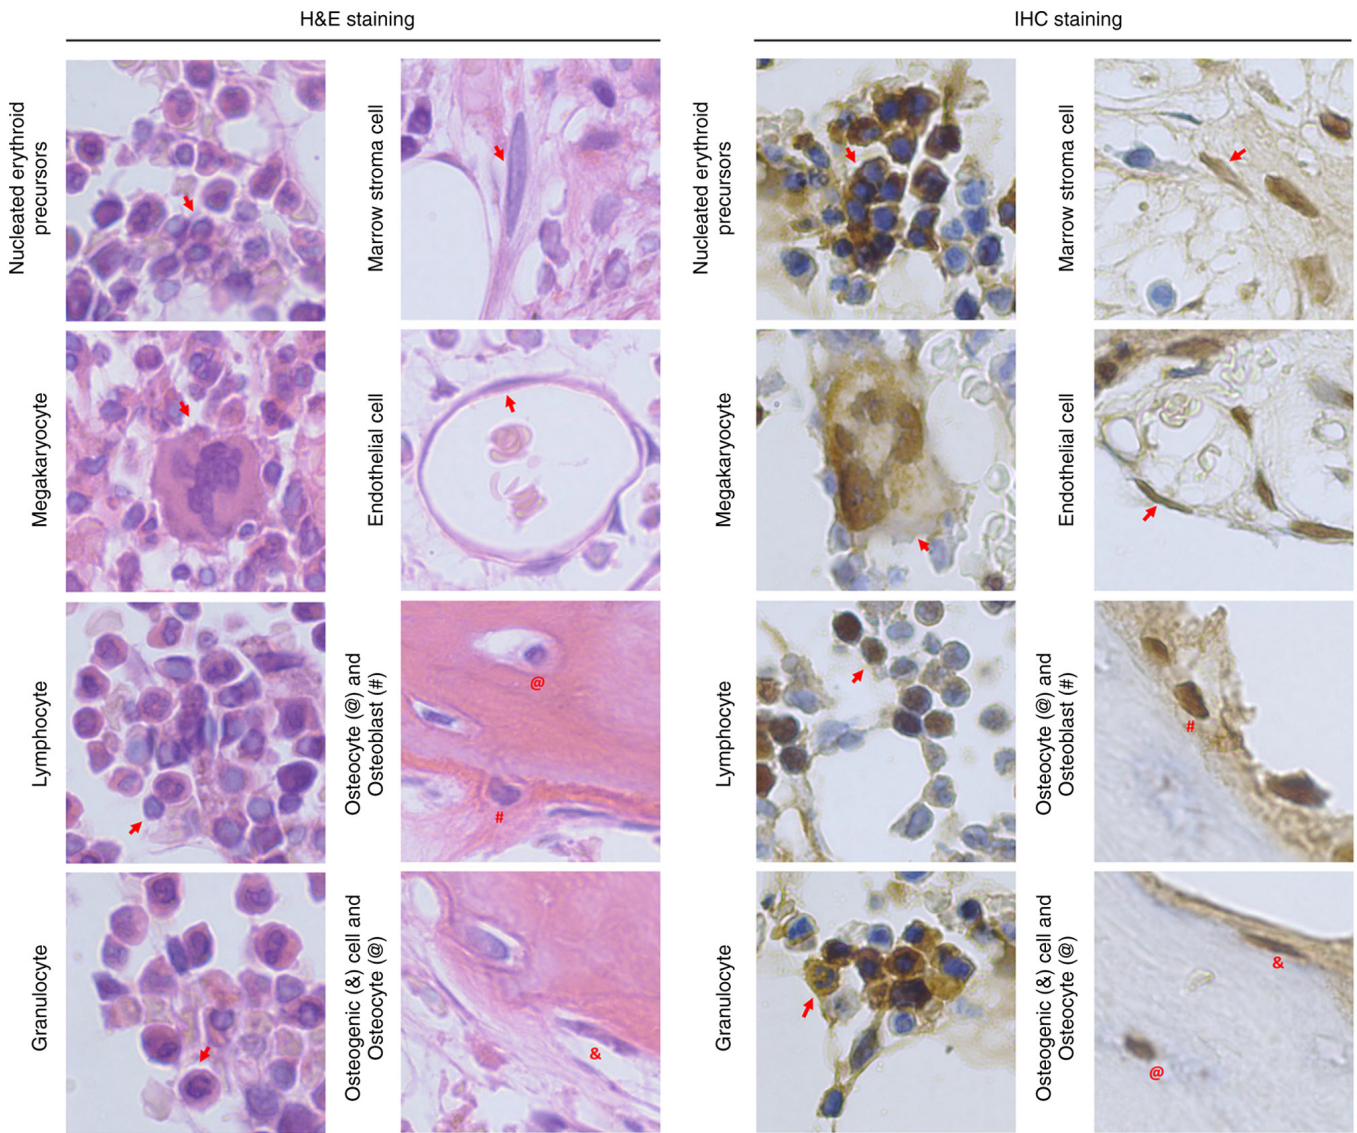 H&E staining
IHC staining
Nucleated erythroid
precursors
Marrow stroma cell
Nucleated erythroid
precursors
Marrow stroma cell
Megakaryocyte
Endothelial cell
Megakaryocyte
Endothelial cell
Lymphocyte
Osteocyte (@) and
Osteoblast (#)
@
#
Lymphocyte
Osteocyte (@) and
Osteoblast (#)
#
Granulocyte
Osteogenic (&) cell and
Osteocyte (@)
&
Granulocyte
Osteogenic (&) cell and
Osteocyte (@)
&
@